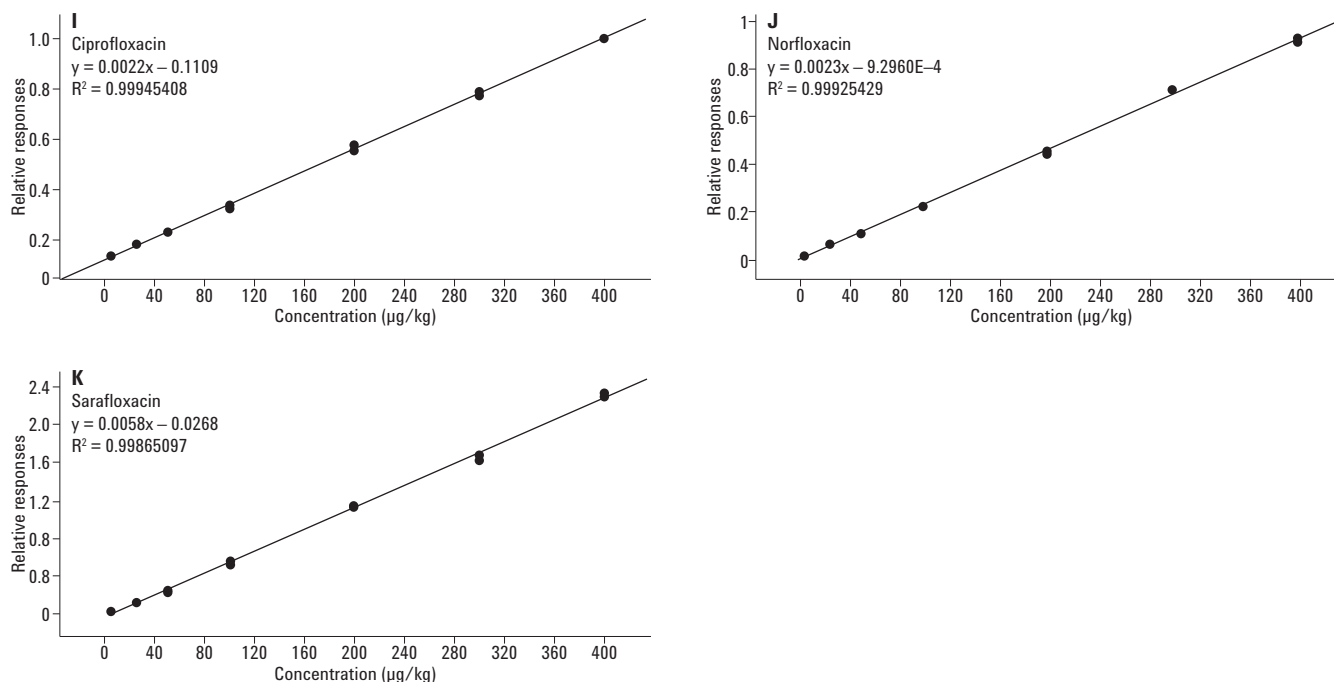 I
Ciprofloxacin
y = 0.0022x – 0.1109
R² = 0.99945408
Relative responses
1.0
0.8
0.6
0.4
0.2
0
0 40 80 120 160 200 240 280 320 360 400
Concentration (µg/kg)
J
Norfloxacin
y = 0.0023x – 9.2960E–4
R² = 0.99925429
Relative responses
1
0.8
0.6
0.4
0.2
0
0 40 80 120 160 200 240 280 320 360 400
Concentration (µg/kg)
K
Sarafloxacin
y = 0.0058x – 0.0268
R² = 0.99865097
Relative responses
2.4
2.0
1.6
1.2
0.8
0.8
0
0 40 80 120 160 200 240 280 320 360 400
Concentration (µg/kg)